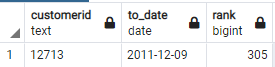 customerid to_date rank
text date bigint
1 12713 2011-12-09 305